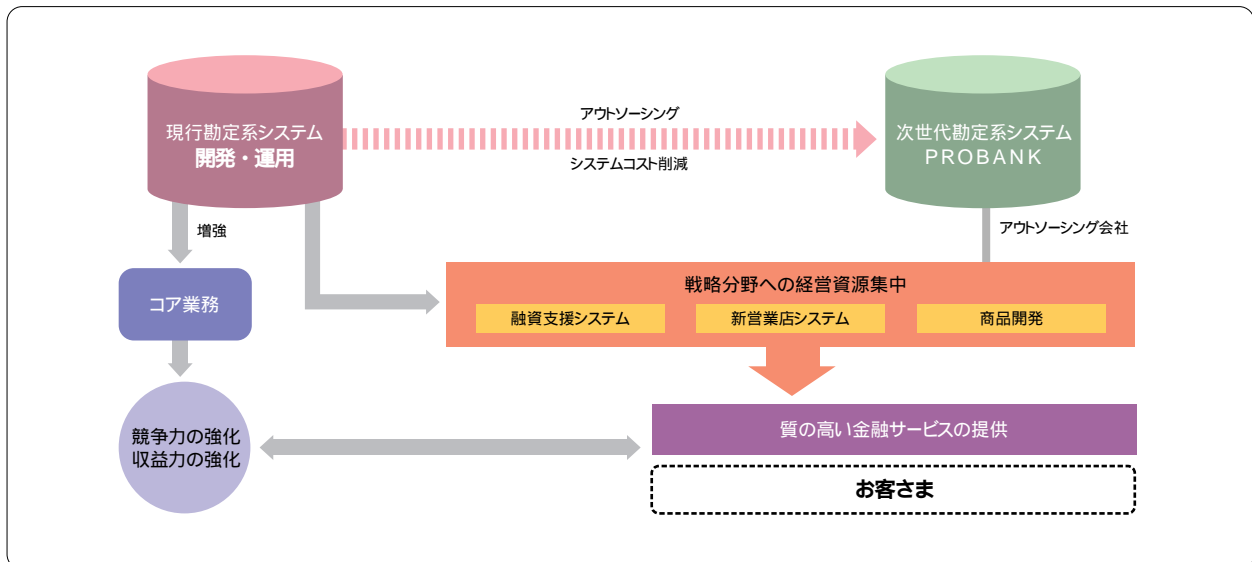 アウトソーシング
現行勘定系システム
開発・運用
次世代勘定系システム
PROBANK
システムコスト削減
増強
アウトソーシング会社
戦略分野への経営資源集中
コア業務
融資支援システム
新営業店システム
商品開発
競争力の強化
収益力の強化
質の高い金融サービスの提供
お客さま